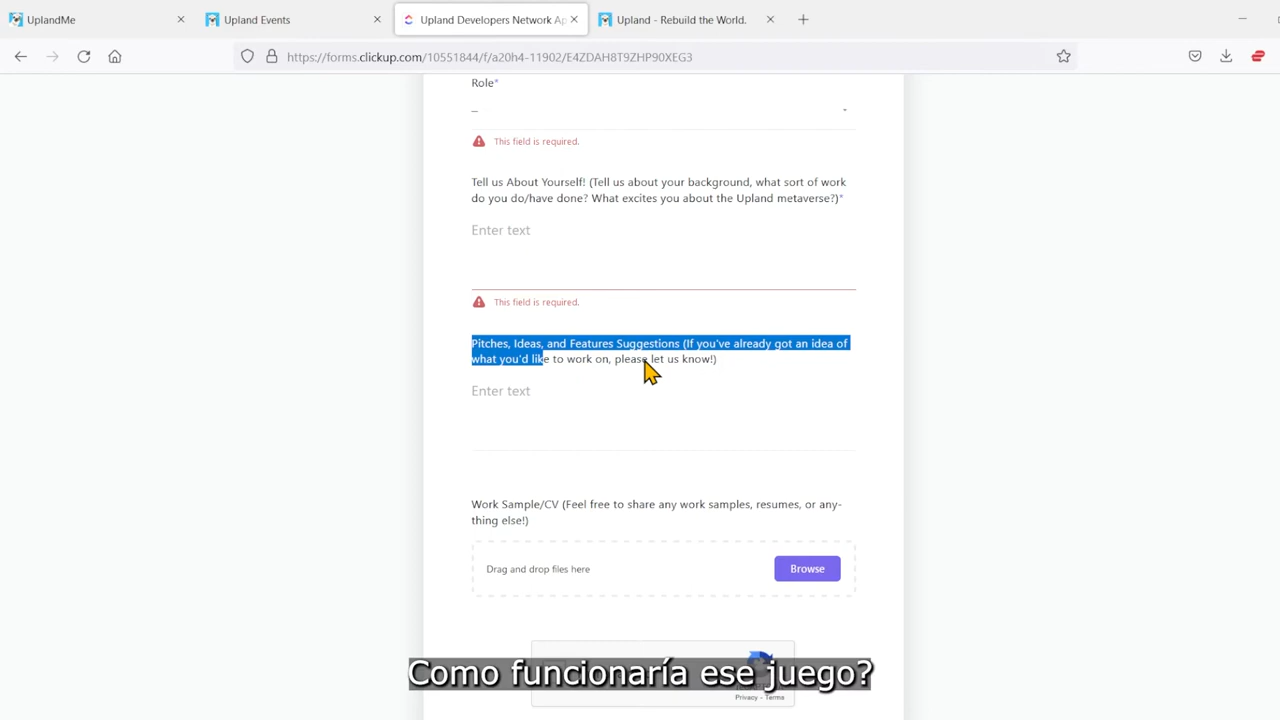 UplandMe
Upland Events
Upland Developers Network Ap
Upland - Rebuild the World.
https://forms.clickup.com/10551844/f/a20h4-11902/E4ZDAH8T9ZHP90XEG3
Role*
–
This field is required.
Tell us About Yourself! (Tell us about your background, what sort of work
do you do/have done? What excites you about the Upland metaverse?)*
Enter text
This field is required.
Pitches, Ideas, and Features Suggestions (If you've already got an idea of
what you'd like to work on, please let us know!)
Enter text
Work Sample/CV (Feel free to share any work samples, resumes, or any-
thing else!)
Drag and drop files here
Browse
Como funcionaría ese juego?
Privacy - Terms